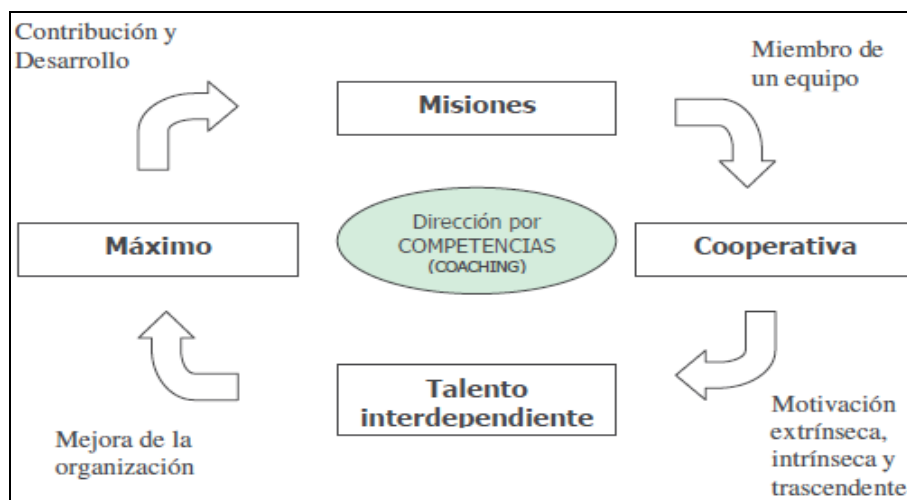 Contribución y
Desarrollo
Misiones
Miembro de
un equipo
Máximo
Dirección por
COMPETENCIAS
(COACHING)
Cooperativa
Talento
interdependiente
Mejora de la
organización
Motivación
extrínseca,
intrínseca y
trascendente